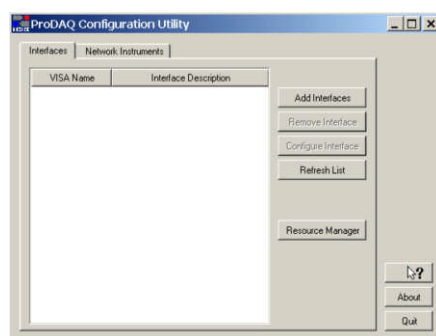 ProDAQ Configuration Utility
Interfaces
Network Instruments
VISA Name
Interface Description
Add Interfaces
Remove Interface
Configure Interface
Refresh List
Resource Manager
?
About
Quit